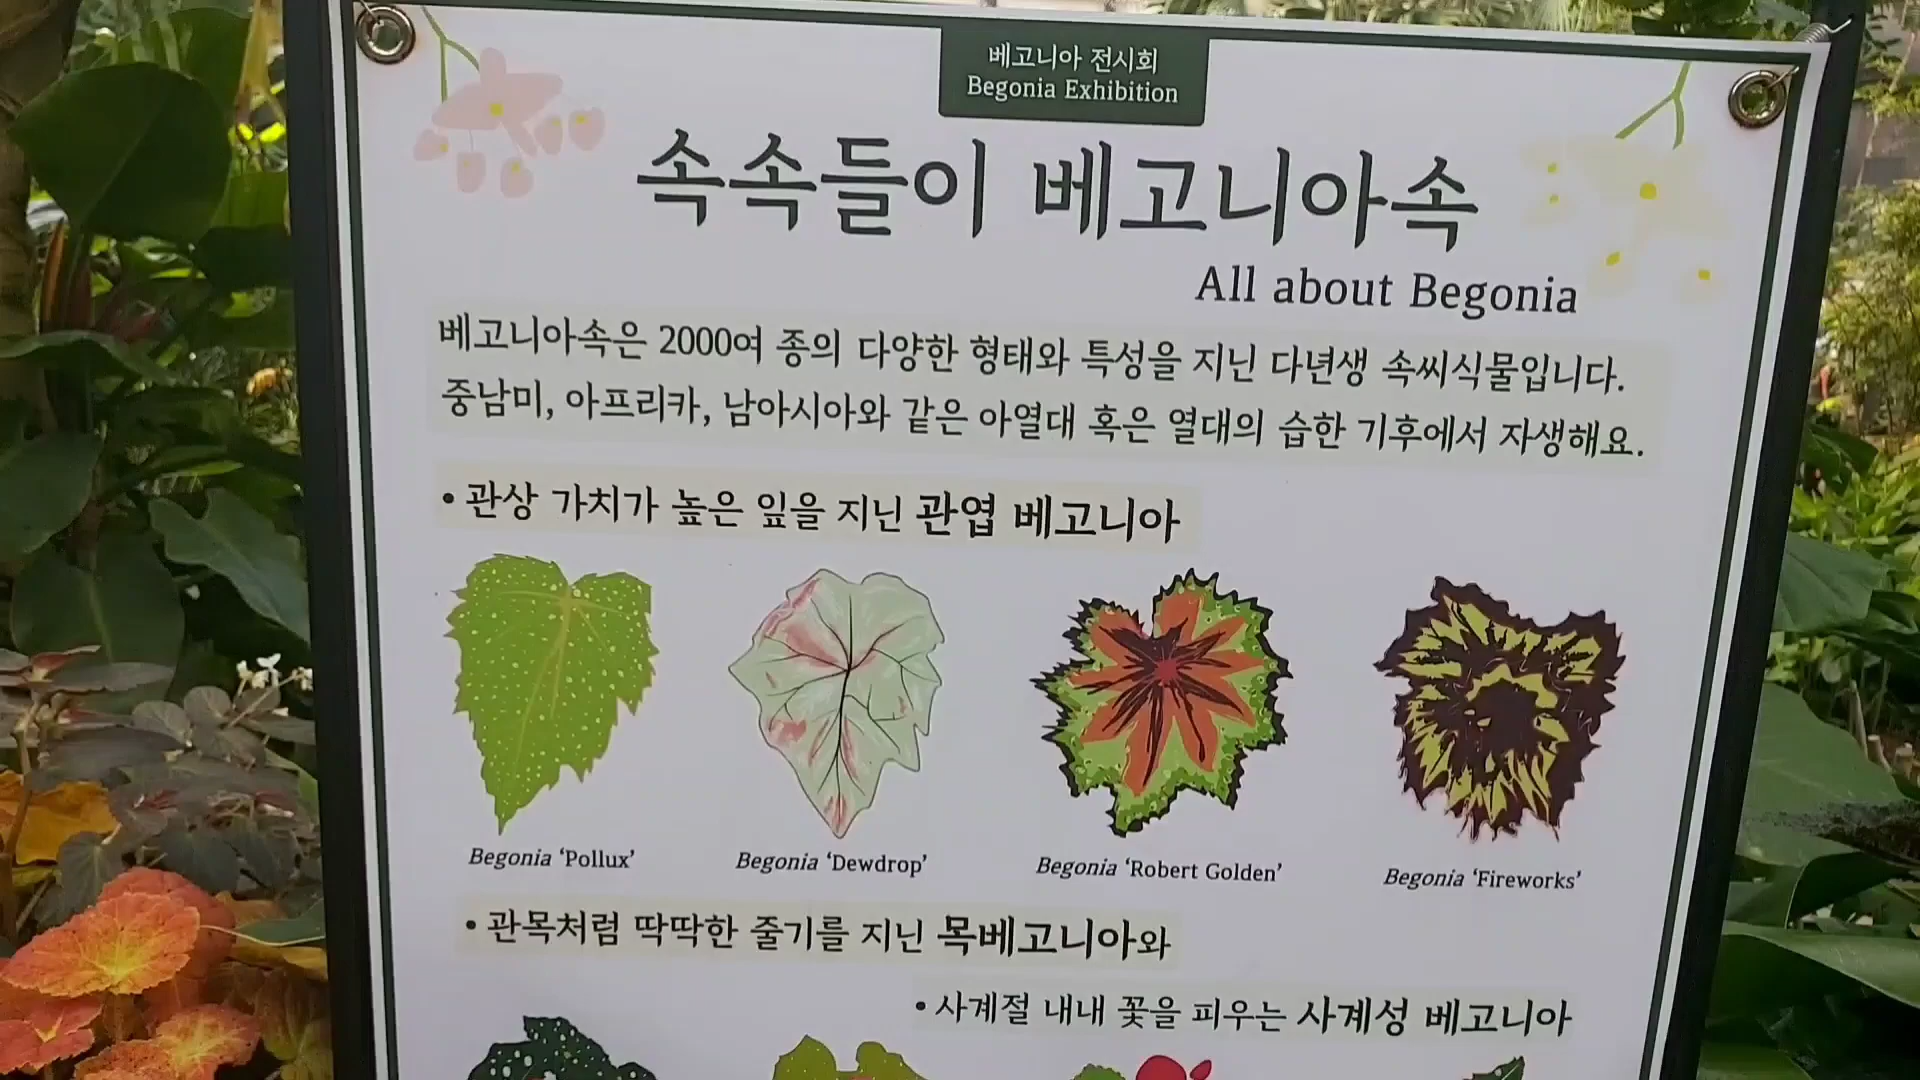 베고니아 전시회
Begonia Exhibition
속속들이 베고니아속
All about Begonia
베고니아속은 2000여 종의 다양한 형태와 특성을 지닌 다년생 속씨식물입니다.
중남미, 아프리카, 남아시아와 같은 아열대 혹은 열대의 습한 기후에서 자생해요.
• 관상 가치가 높은 잎을 지닌 관엽 베고니아
Begonia ‘Pollux’
Begonia ‘Dewdrop’
Begonia ‘Robert Golden’
Begonia ‘Fireworks’
• 관목처럼 딱딱한 줄기를 지닌 목베고니아와
• 사계절 내내 꽃을 피우는 사계성 베고니아